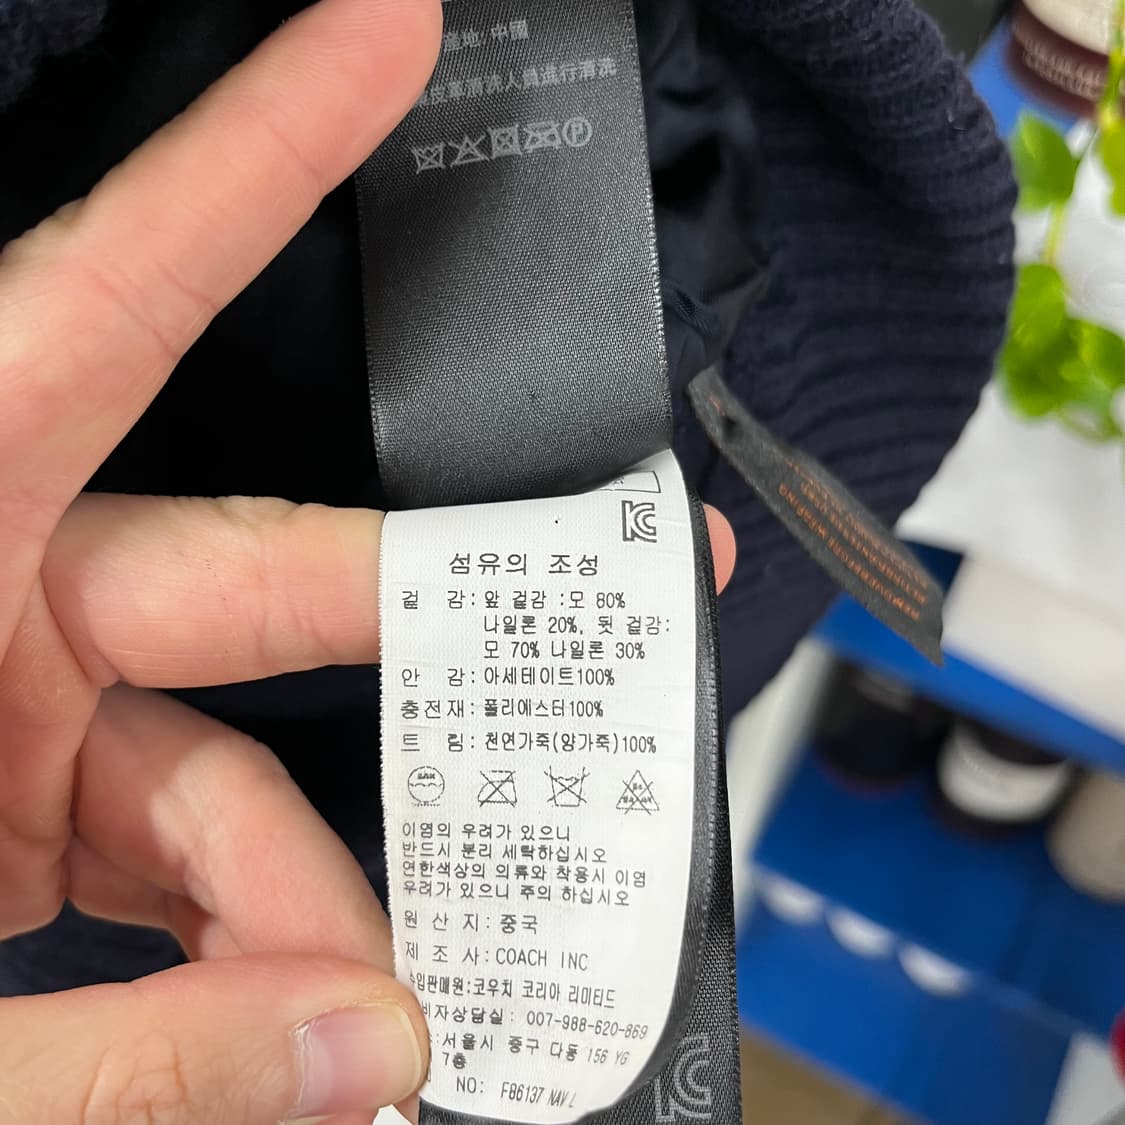 產地:中國
皮革清洗人員進行清洗
섬유의 조성
겉 감:앞 겉감 :모 80%
나일론 20%, 뒷 겉감:
모 70% 나일론 30%
안 감:아세테이트100%
충전재:폴리에스터100%
트 림:천연가죽(양가죽)100%
이염의 우려가 있으니
반드시 분리 세탁하십시오
연한색상의 의류와 착용시 이염
우려가 있으니 주의 하십시오
원 산 지:중국
제 조 사:COACH INC
수입판매원:코우치 코리아 리미티드
비자상담실: 007-988-620-869
:서울시 중구 다동 156 YG
7층
NO: F86137 NAV L
REMOVE BEFORE WEARING